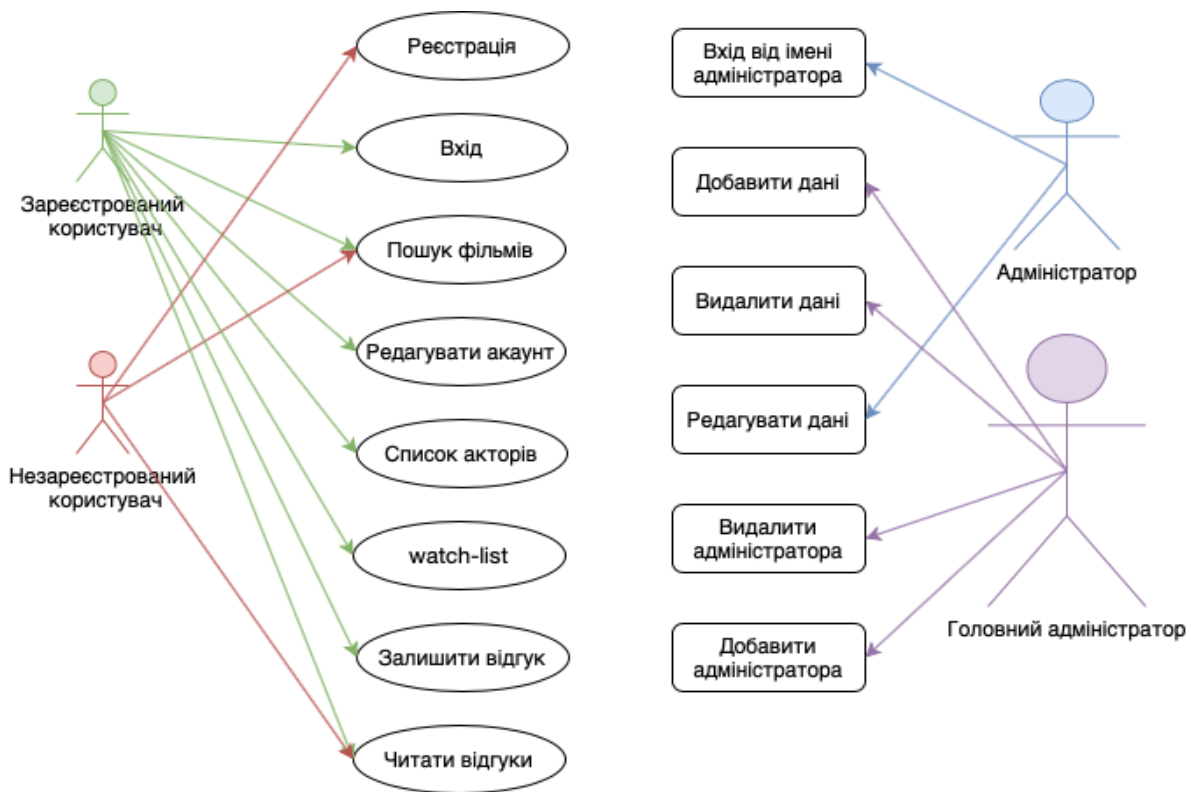 Реєстрація
Вхід
Пошук фільмів
Редагувати акаунт
Список акторів
watch-list
Залишити відгук
Читати відгуки
Зареєстрований
користувач
Незареєстрований
користувач
Вхід від імені
адміністратора
Добавити дані
Видалити дані
Редагувати дані
Видалити
адміністратора
Добавити
адміністратора
Адміністратор
Головний адміністратор